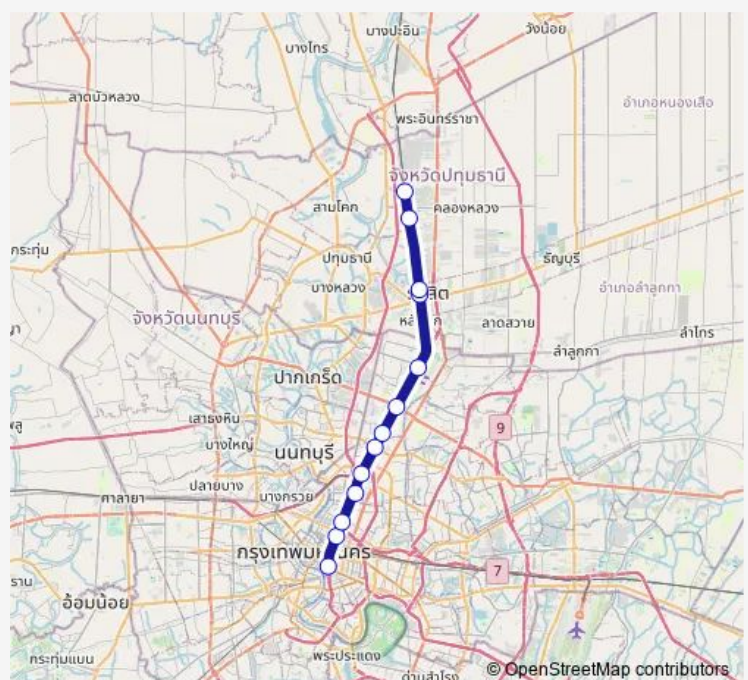 บางปะอิน
วังน้อย
บางไทร
ลาดบัวหลวง
อำเภอหนองเสือ
พระอินทร์ราชา
จังหวัดปทุมธานี
สามโคก
คลองหลวง
กระทุ่ม
ปทุมธานี
ธัญบุรี
บางหลวง
อำเภอลำลูกกา
จังหวัดนนทบุรี
ลาดสวาย
ลำไทร
ลำลูกกา
ปากเกร็ด
เสาธงหิน
9
บางใหญ่
นนทบุรี
ปลายบาง
ศาลายา
บางกรวย
7
อ้อมน้อย
กระทุ่มแบน
พระประแดง
© OpenStreetMap contributors